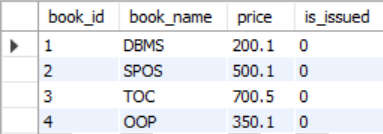 book_id book_name price is_issued
1 DBMS 200.1 0
2 SPOS 500.1 0
3 TOC 700.5 0
4 OOP 350.1 0